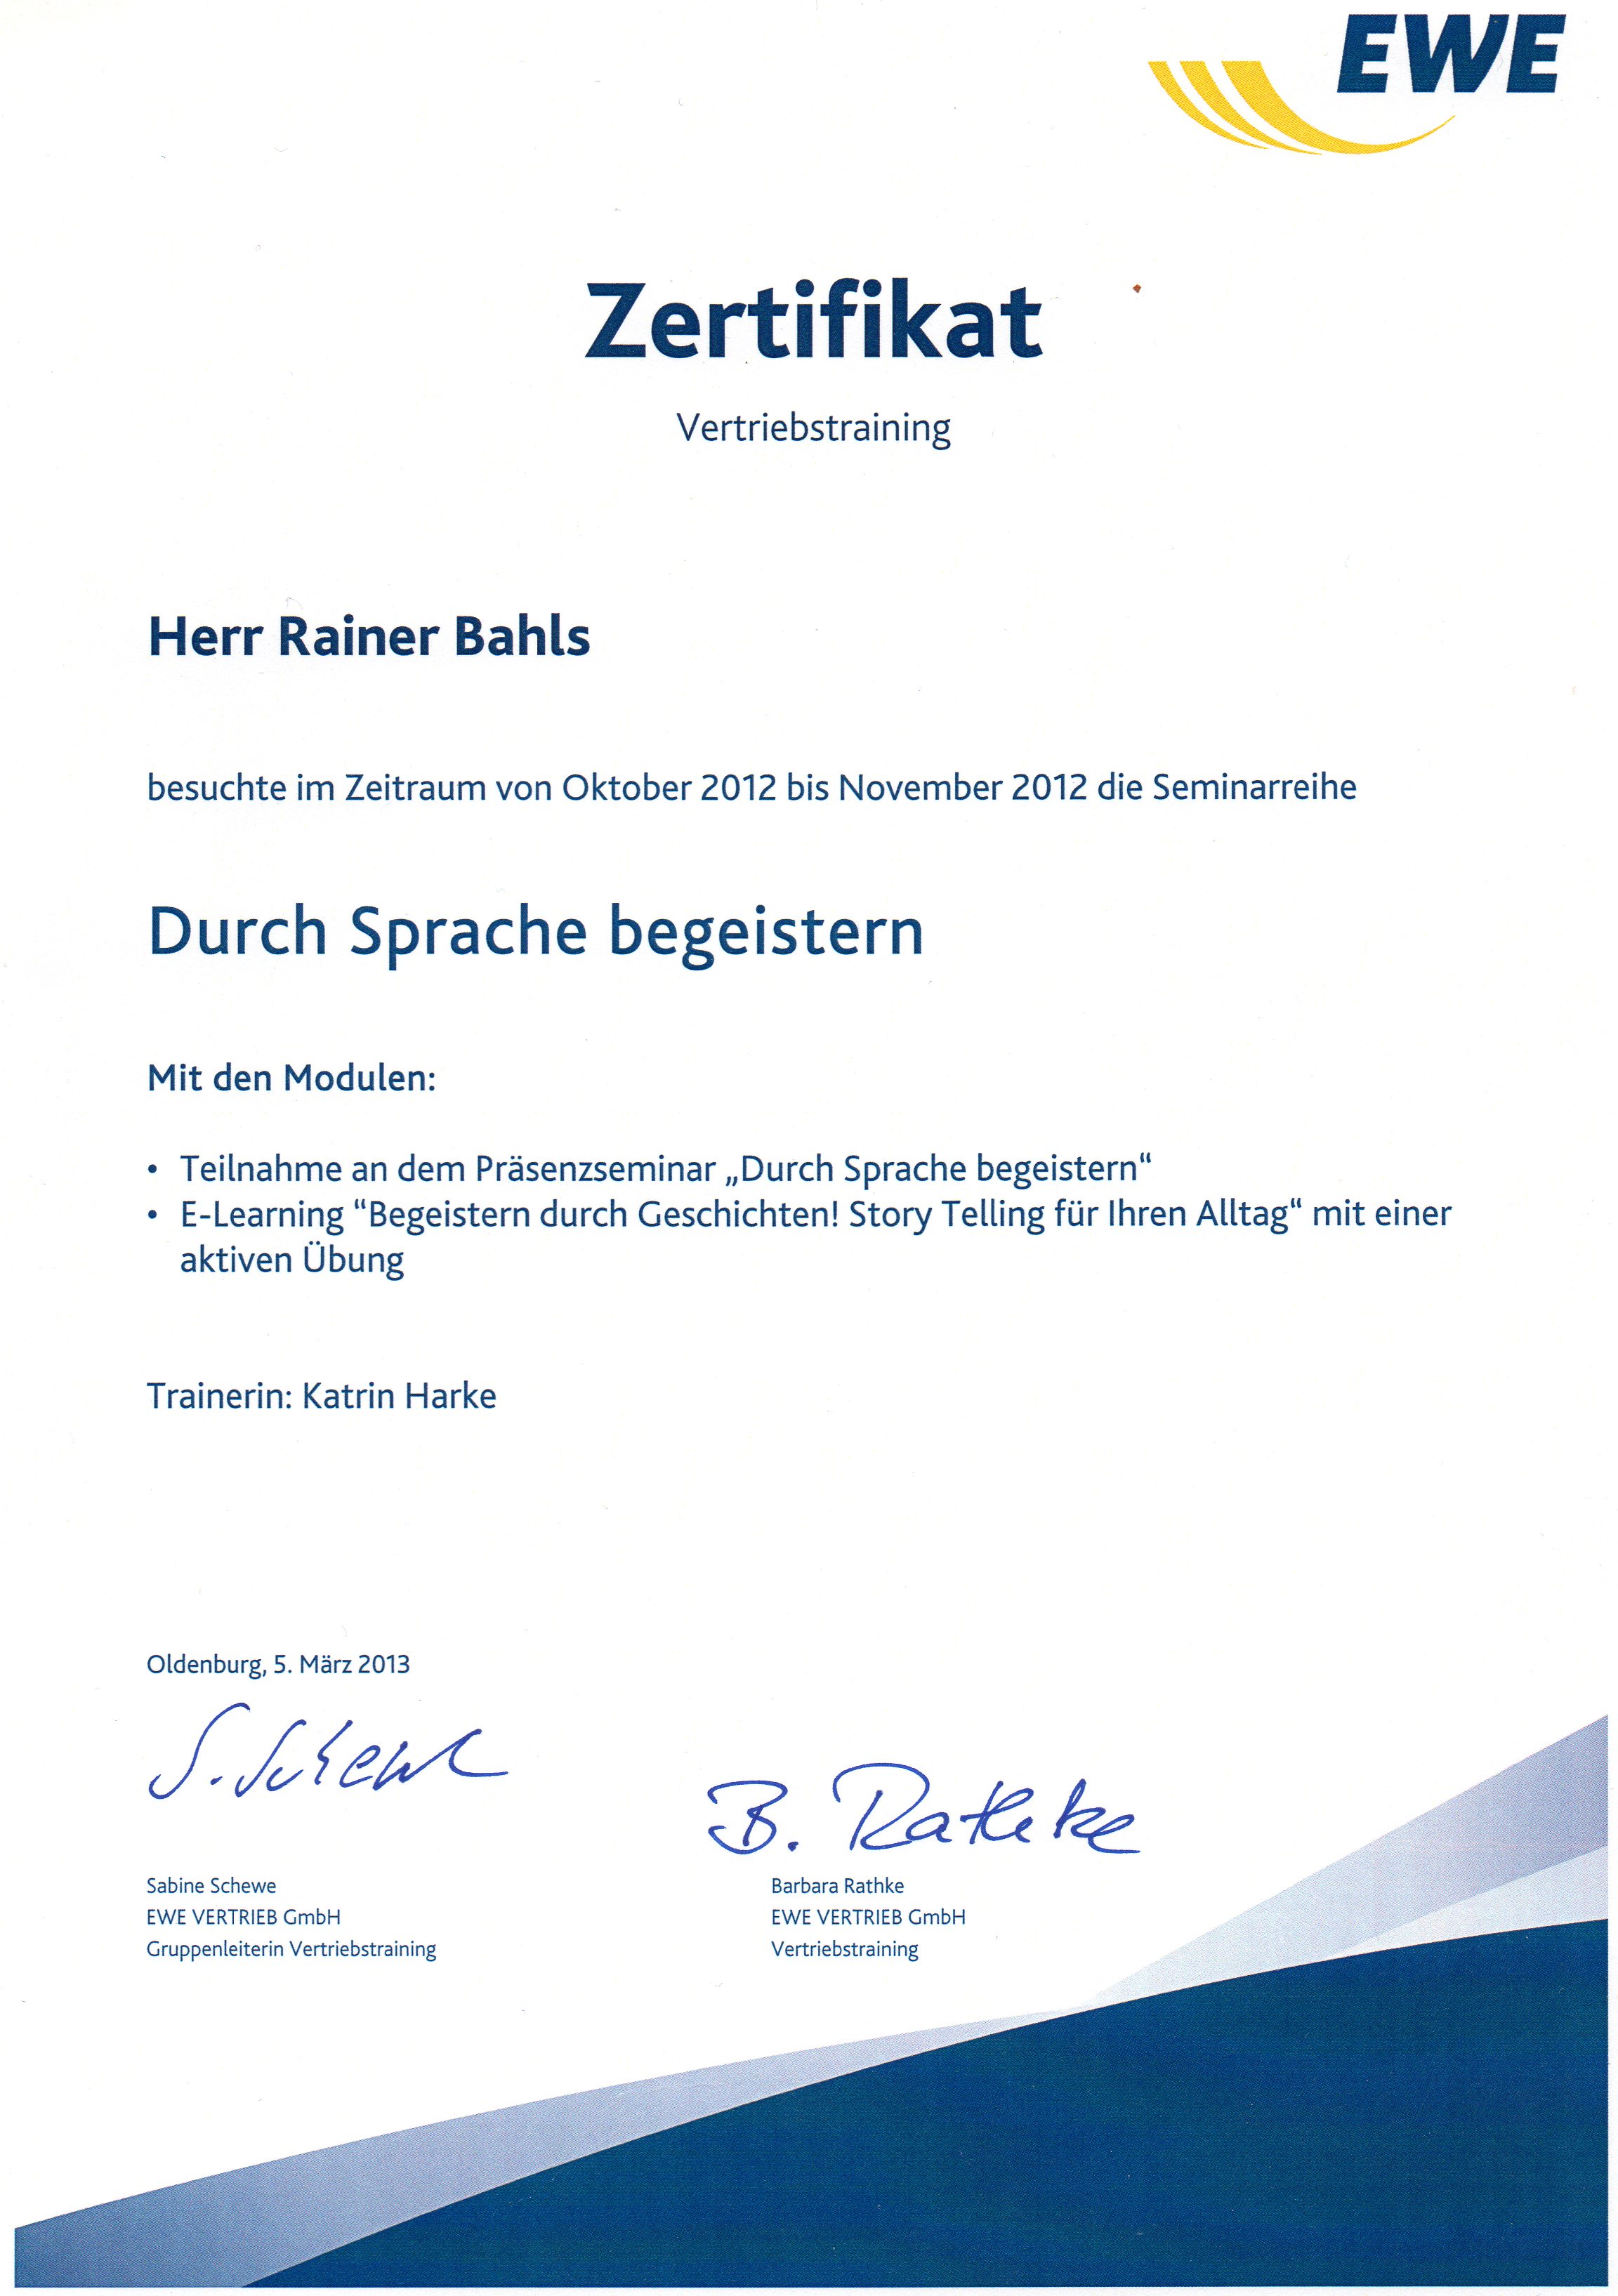 EWE
Zertifikat
Vertriebstraining
Herr Rainer Bahls
besuchte im Zeitraum von Oktober 2012 bis November 2012 die Seminarreihe
Durch Sprache begeistern
Mit den Modulen:
• Teilnahme an dem Präsenzseminar „Durch Sprache begeistern“
• E-Learning “Begeistern durch Geschichten! Story Telling für Ihren Alltag“ mit einer
aktiven Übung
Trainerin: Katrin Harke
Oldenburg, 5. März 2013
S. Schewe
B. Rathke
Sabine Schewe
EWE VERTRIEB GmbH
Gruppenleiterin Vertriebstraining
Barbara Rathke
EWE VERTRIEB GmbH
Vertriebstraining